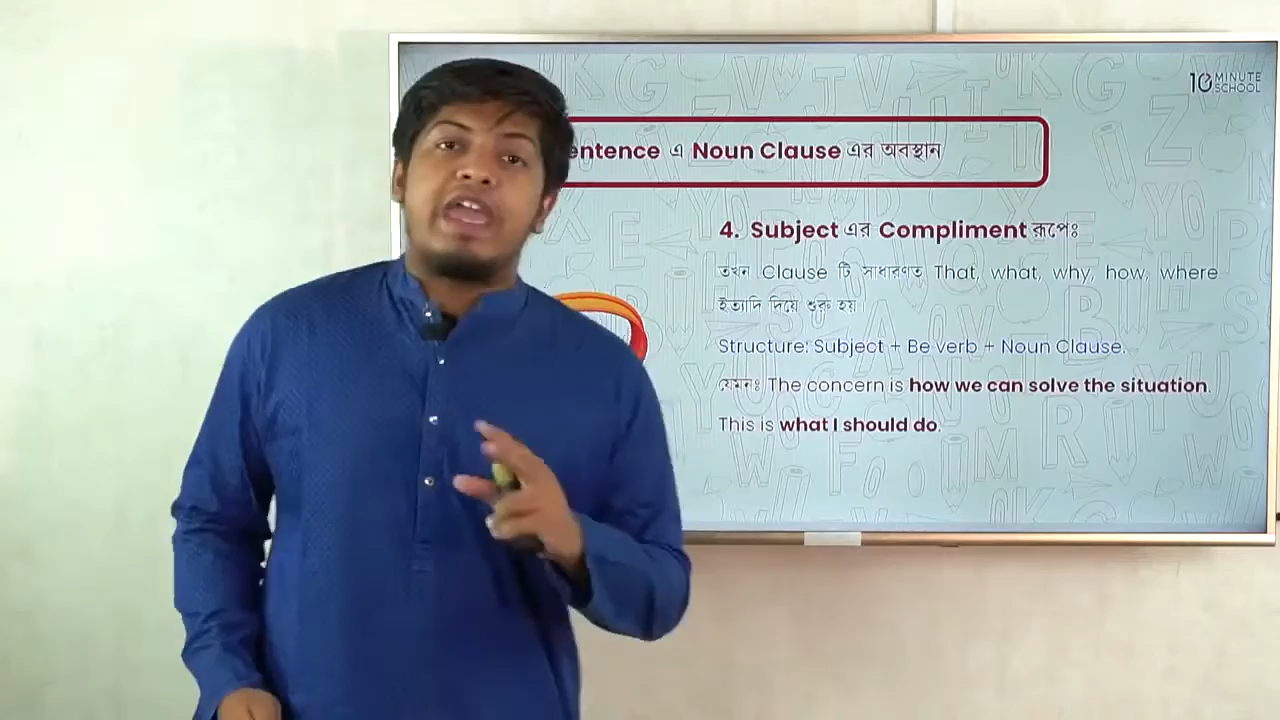 10 MINUTE
SCHOOL
entence এ Noun Clause এর অবস্থান
4. Subject এর Compliment রূপেঃ
তখন Clause টি সাধারণত That, what, why, how, where
ইত্যাদি দিয়ে শুরু হয়।
Structure: Subject + Be verb + Noun Clause.
যেমনঃ The concern is how we can solve the situation.
This is what I should do.